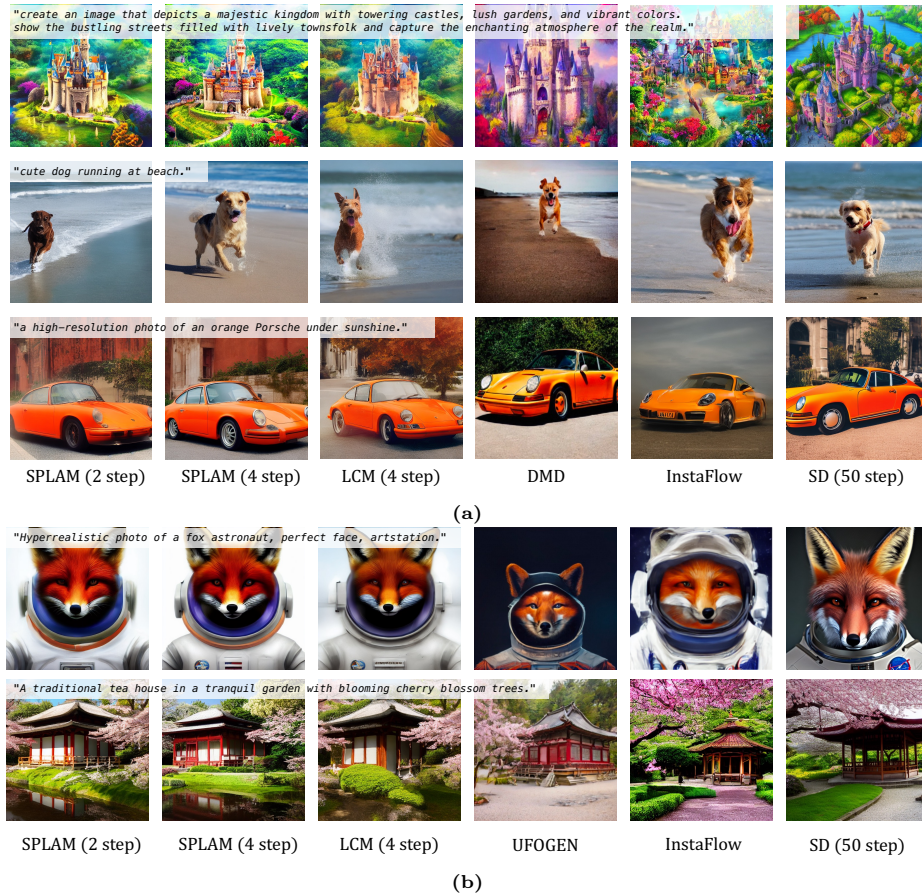 "create an image that depicts a majestic kingdom with towering castles, lush gardens, and vibrant colors.
show the bustling streets filled with lively townsfolk and capture the enchanting atmosphere of the realm."
"cute dog running at beach."
"a high-resolution photo of an orange Porsche under sunshine."
SPLAM (2 step) SPLAM (4 step) LCM (4 step) DMD InstaFlow SD (50 step)
(a)
"Hyperrealistic photo of a fox astronaut, perfect face, artstation."
"A traditional tea house in a tranquil garden with blooming cherry blossom trees."
SPLAM (2 step) SPLAM (4 step) LCM (4 step) UFOGEN InstaFlow SD (50 step)
(b)